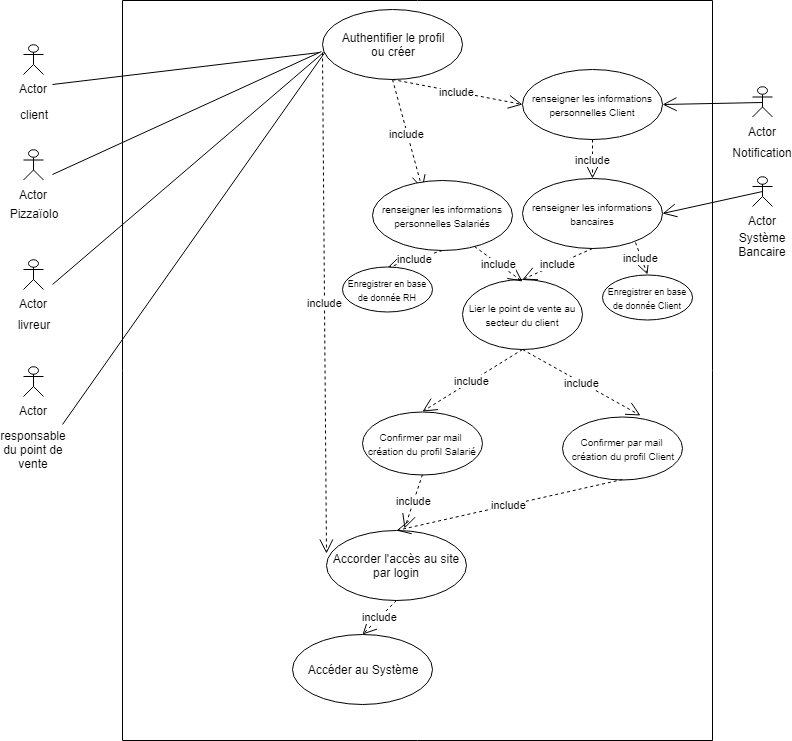 Authentifier le profil
ou créer
Actor
client
include
renseigner les informations
personnelles Client
Actor
Notification
include
include
Actor
Pizzaïolo
renseigner les informations
personnelles Salariés
renseigner les informations
bancaires
Actor
Système
Bancaire
include
include
include
include
Enregistrer en base
de donnée RH
Enregistrer en base
de donnée Client
Actor
livreur
include
Lier le point de vente au
secteur du client
include
include
Actor
responsable
du point de
vente
Confirmer par mail
création du profil Salarié
Confirmer par mail
création du profil Client
include
include
Accorder l'accès au site
par login
include
Accéder au Système